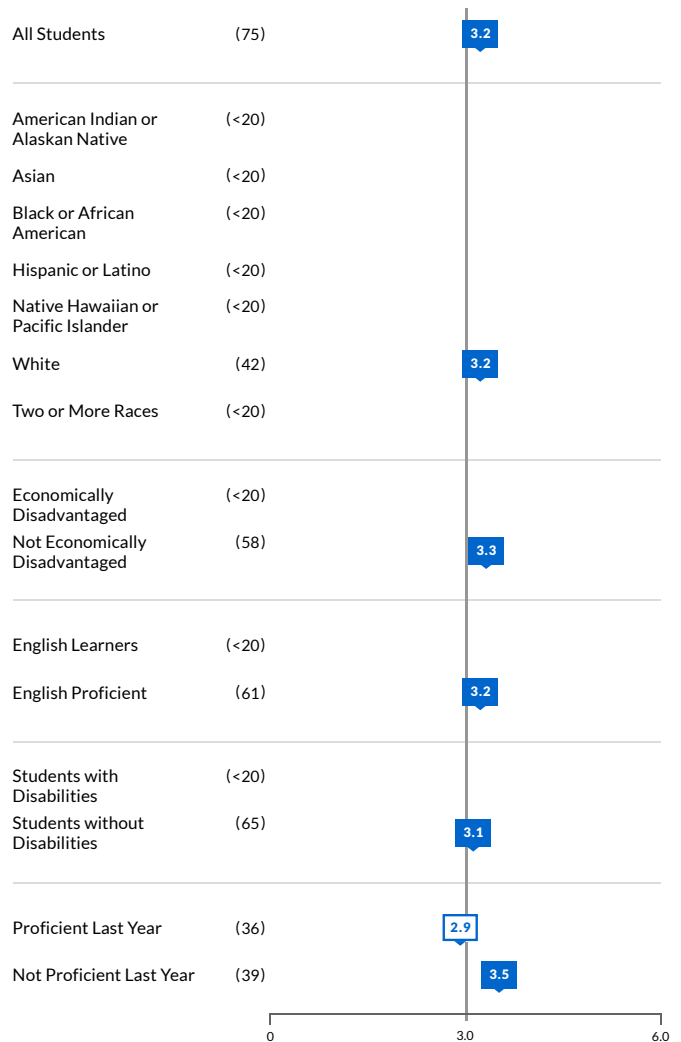 All Students (75) 3.2
American Indian or (<20)
Alaskan Native
Asian (<20)
Black or African (<20)
American
Hispanic or Latino (<20)
Native Hawaiian or (<20)
Pacific Islander
White (42) 3.2
Two or More Races (<20)
Economically (<20)
Disadvantaged
Not Economically (58) 3.3
Disadvantaged
English Learners (<20)
English Proficient (61) 3.2
Students with (<20)
Disabilities
Students without (65) 3.1
Disabilities
Proficient Last Year (36) 2.9
Not Proficient Last Year (39) 3.5
0 3.0 6.0